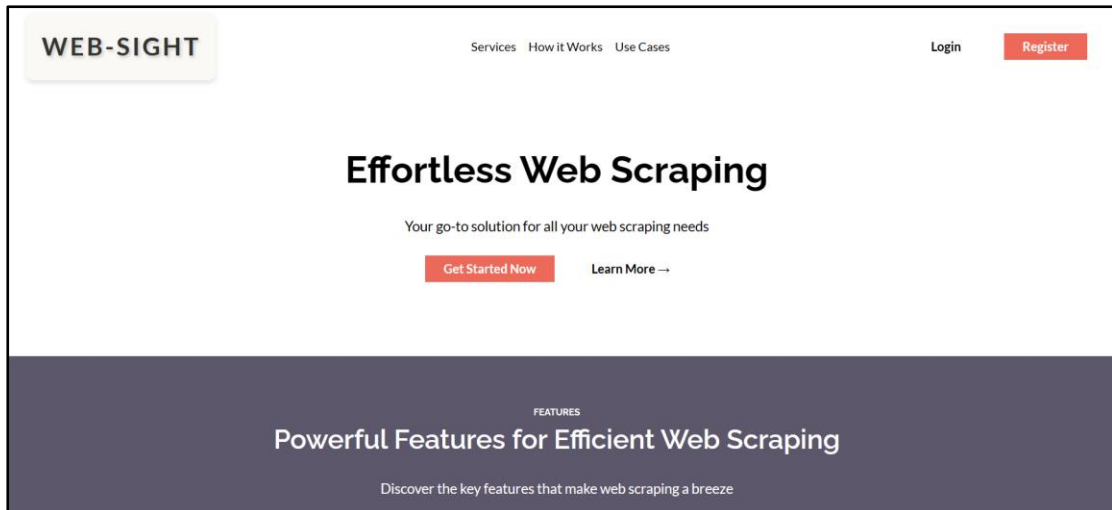 WEB-SIGHT
Services How it Works Use Cases
Login
Register
Effortless Web Scraping
Your go-to solution for all your web scraping needs
Get Started Now
Learn More →
FEATURES
Powerful Features for Efficient Web Scraping
Discover the key features that make web scraping a breeze